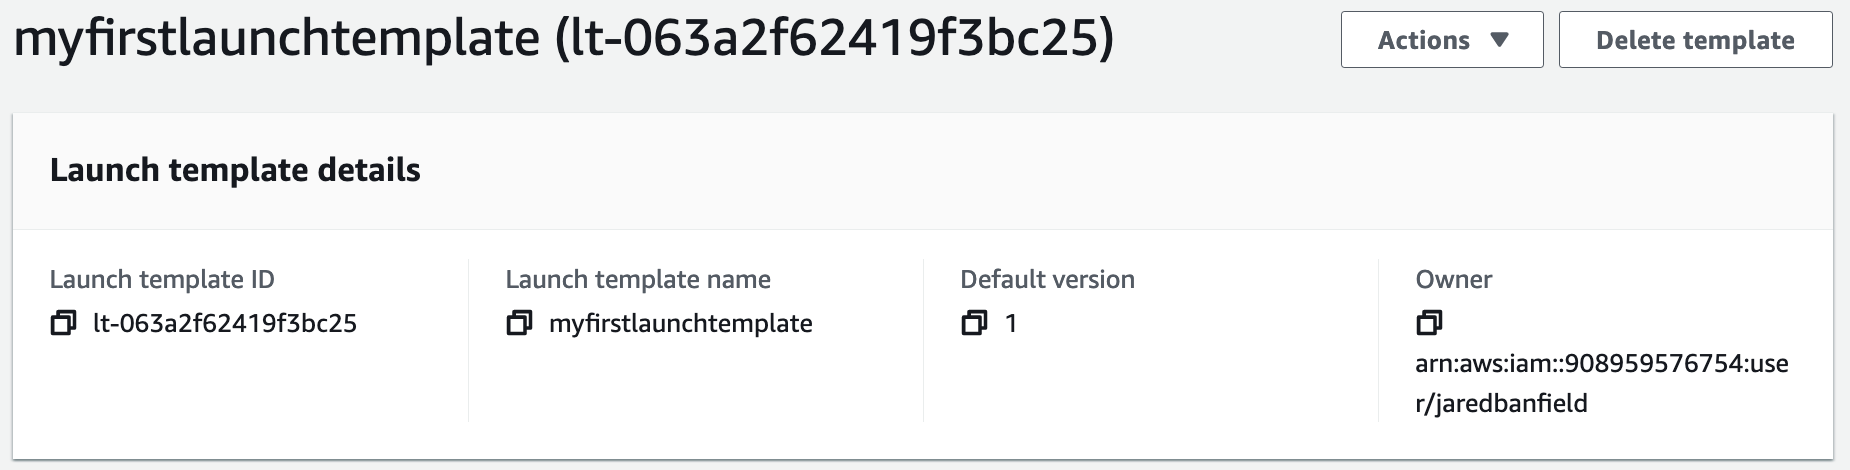 myfirstlaunchtemplate (lt-063a2f62419f3bc25)
Actions
Delete template
Launch template details
Launch template ID
lt-063a2f62419f3bc25
Launch template name
myfirstlaunchtemplate
Default version
1
Owner
arn:aws:iam::908959576754:use
r/jaredbanfield